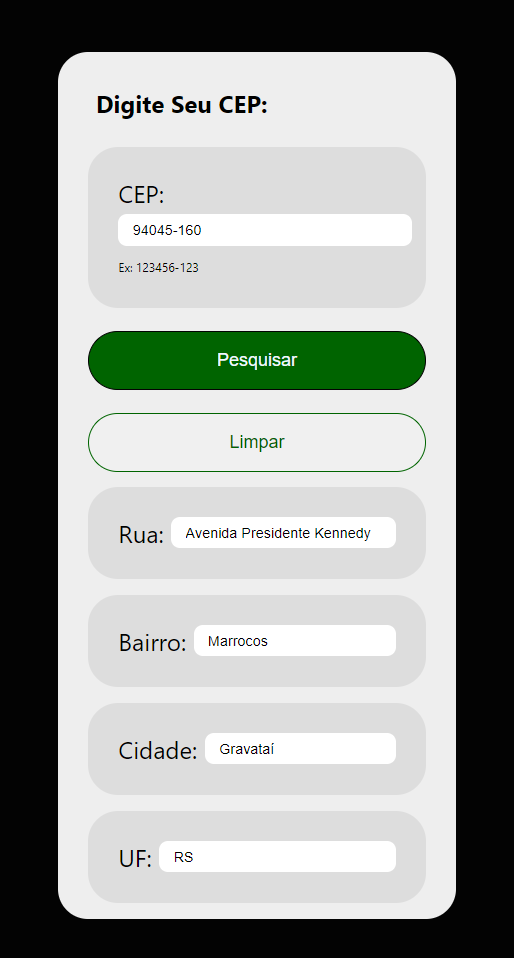 Digite Seu CEP:
CEP:
94045-160
Ex: 123456-123
Pesquisar
Limpar
Rua: Avenida Presidente Kennedy
Bairro: Marrocos
Cidade: Gravataí
UF: RS